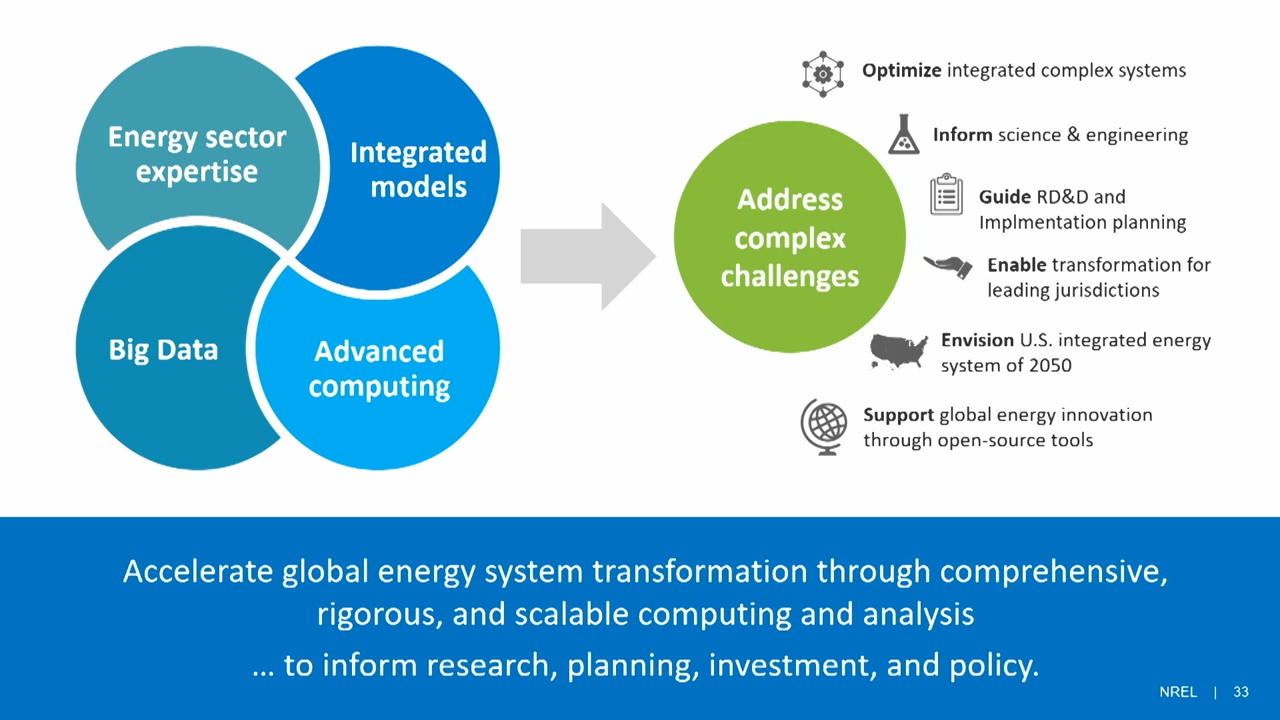 Energy sector
expertise
Integrated
models
Big Data
Advanced
computing
Address
complex
challenges
Optimize integrated complex systems
Inform science & engineering
Guide RD&D and
Implmentation planning
Enable transformation for
leading jurisdictions
Envision U.S. integrated energy
system of 2050
Support global energy innovation
through open-source tools
Accelerate global energy system transformation through comprehensive,
rigorous, and scalable computing and analysis
... to inform research, planning, investment, and policy.
NREL | 33